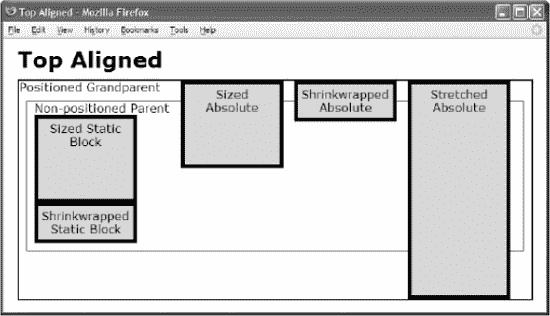 Top Aligned - Mozilla Firefox
File Edit View History Bookmarks Tools Help
Top Aligned
Positioned Grandparent
Non-positioned Parent
Sized Static
Block
Shrinkwrapped
Static Block
Sized
Absolute
Shrinkwrapped
Absolute
Stretched
Absolute